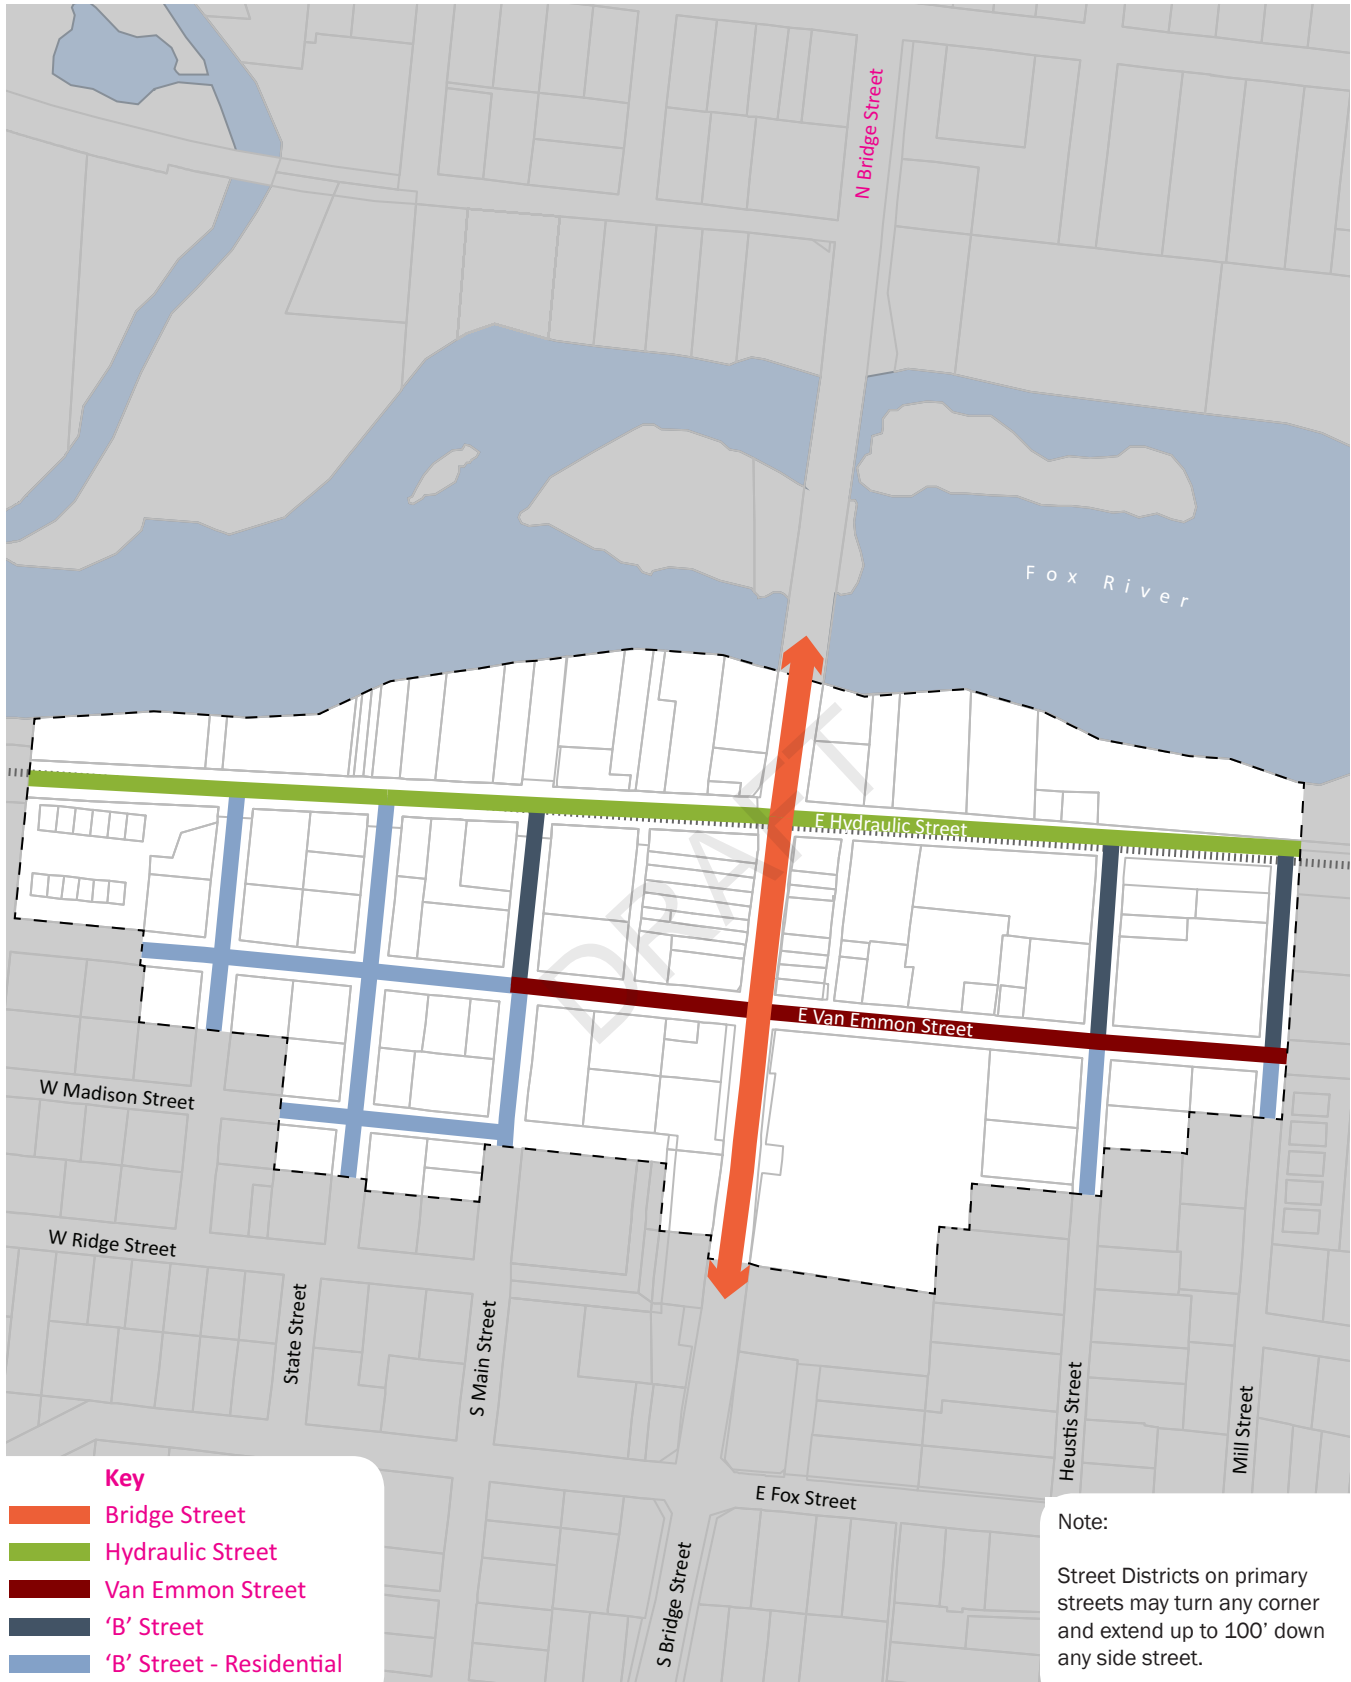 N Bridge Street
Fox River
DRAFT
E Hydraulic Street
E Van Emmon Street
W Madison Street
W Ridge Street
State Street
S Main Street
Heustis Street
Mill Street
E Fox Street
S Bridge Street
Key
Bridge Street
Hydraulic Street
Van Emmon Street
‘B’ Street
‘B’ Street - Residential
Note:
Street Districts on primary
streets may turn any corner
and extend up to 100’ down
any side street.